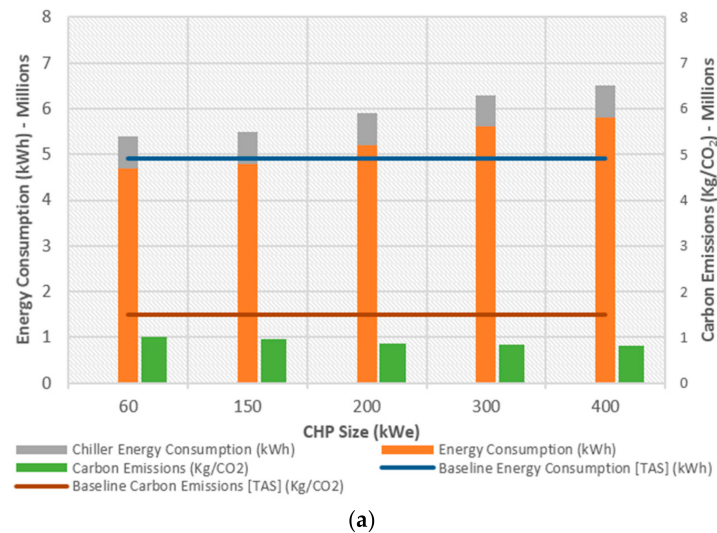 Energy Consumption (kWh) - Millions
8
7
6
5
4
3
2
1
0
8
7
6
5
4
3
2
1
0
Carbon Emissions (Kg/CO2) - Millions
60 150 200 300 400
CHP Size (kWe)
Chiller Energy Consumption (kWh) Energy Consumption (kWh)
Carbon Emissions (Kg/CO2) Baseline Energy Consumption [TAS] (kWh)
Baseline Carbon Emissions [TAS] (Kg/CO2)
(a)